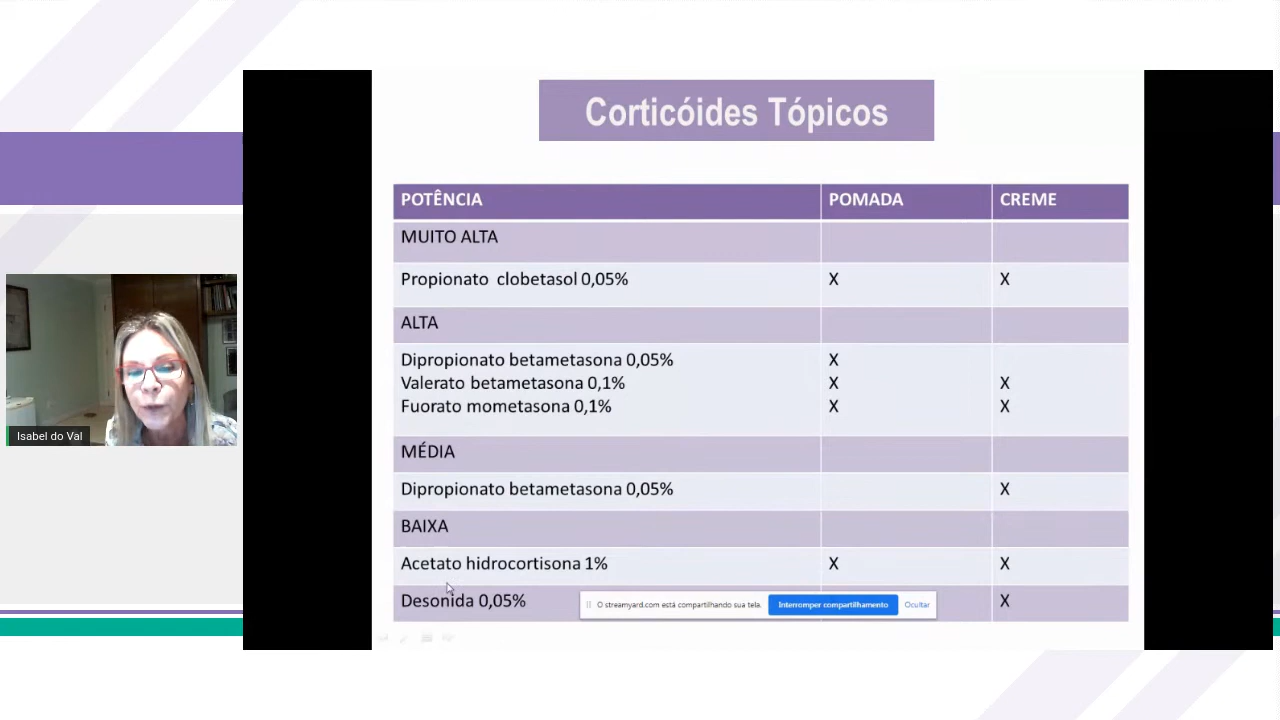 Corticóides Tópicos
POTÊNCIA POMADA CREME
MUITO ALTA
Propionato clobetasol 0,05% X X
ALTA
Dipropionato betametasona 0,05% X
Valerato betametasona 0,1% X X
Fuorato mometasona 0,1% X X
MÉDIA
Dipropionato betametasona 0,05% X
BAIXA
Acetato hidrocortisona 1% X X
Desonida 0,05% X
O streamyard.com está compartilhando sua tela. Interromper compartilhamento Ocultar
Isabel do Val